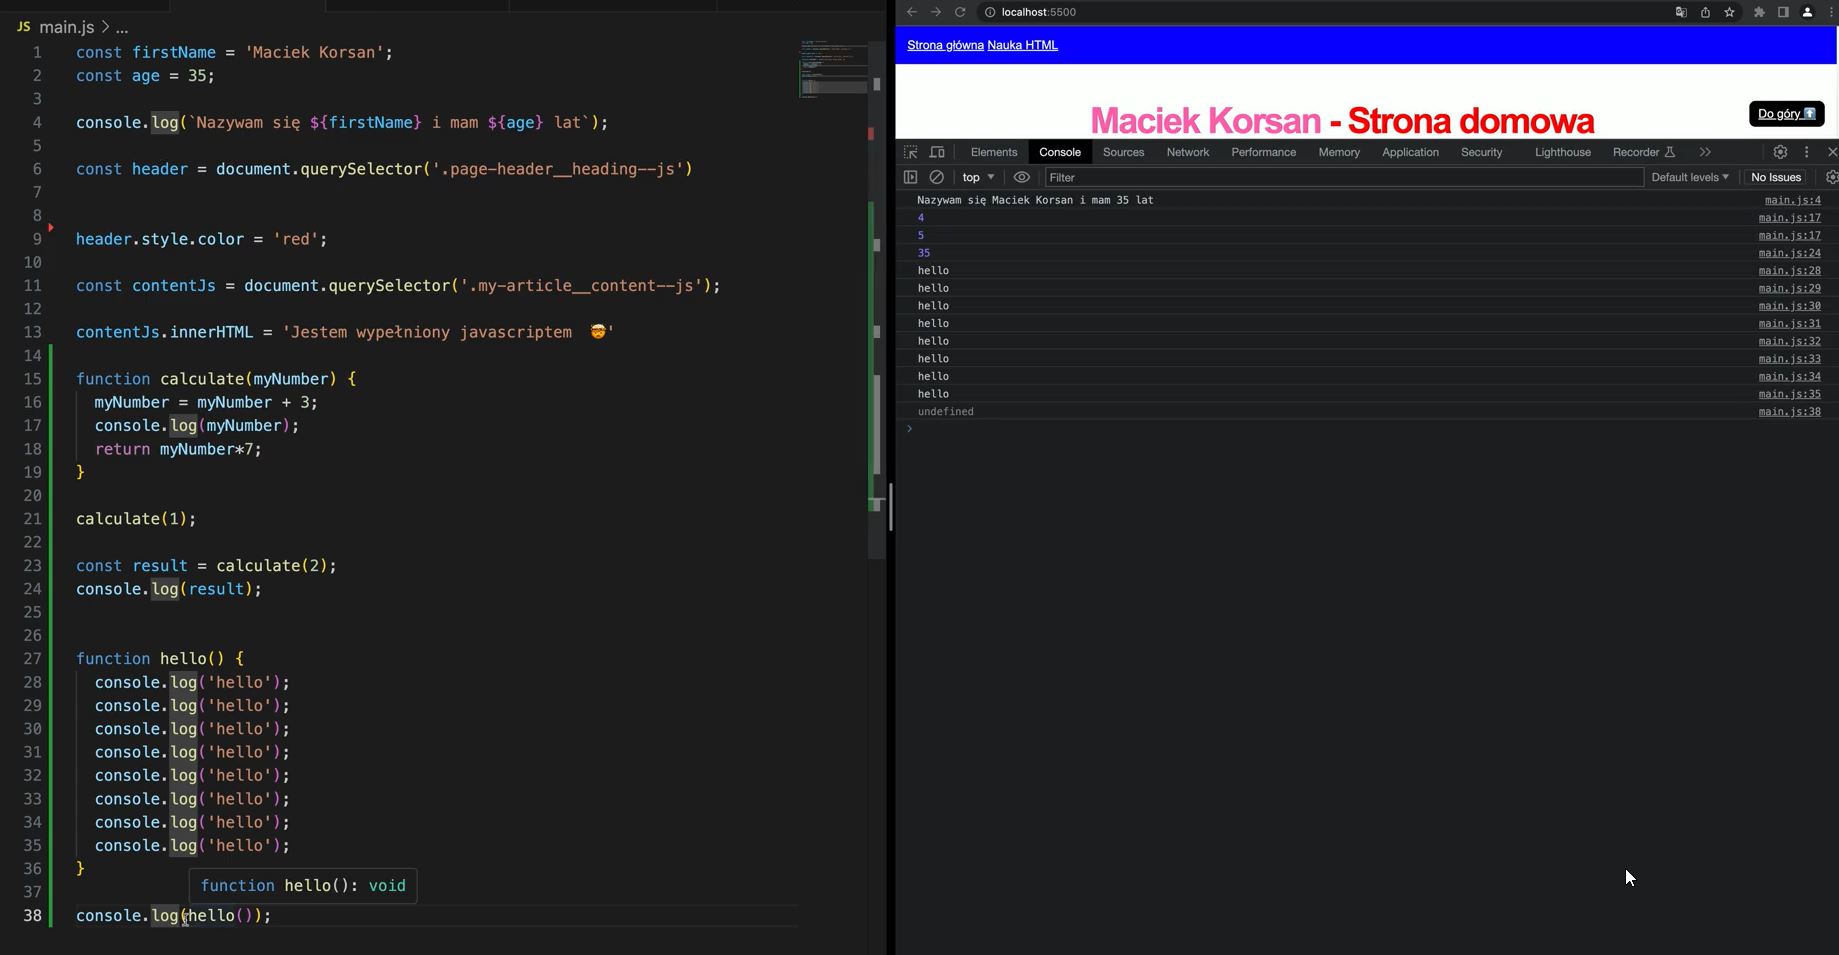 JS main.js > ...
1 const firstName = 'Maciek Korsan';
2 const age = 35;
3
4 console.log(`Nazywam się ${firstName} i mam ${age} lat`);
5
6 const header = document.querySelector('.page-header__heading--js')
7
8
9 header.style.color = 'red';
10
11 const contentJs = document.querySelector('.my-article__content--js');
12
13 contentJs.innerHTML = 'Jestem wypełniony javascriptem 🤯'
14
15 function calculate(myNumber) {
16 myNumber = myNumber + 3;
17 console.log(myNumber);
18 return myNumber*7;
19 }
20
21 calculate(1);
22
23 const result = calculate(2);
24 console.log(result);
25
26
27 function hello() {
28 console.log('hello');
29 console.log('hello');
30 console.log('hello');
31 console.log('hello');
32 console.log('hello');
33 console.log('hello');
34 console.log('hello');
35 console.log('hello');
36 }
37 function hello(): void
38 console.log(hello());
localhost:5500
Strona główna Nauka HTML
Maciek Korsan - Strona domowa
Do góry ⬆
Elements Console Sources Network Performance Memory Application Security Lighthouse Recorder
top Filter Default levels No Issues
Nazywam się Maciek Korsan i mam 35 lat main.js:4
4 main.js:17
5 main.js:17
35 main.js:24
hello main.js:28
hello main.js:29
hello main.js:30
hello main.js:31
hello main.js:32
hello main.js:33
hello main.js:34
hello main.js:35
undefined main.js:38